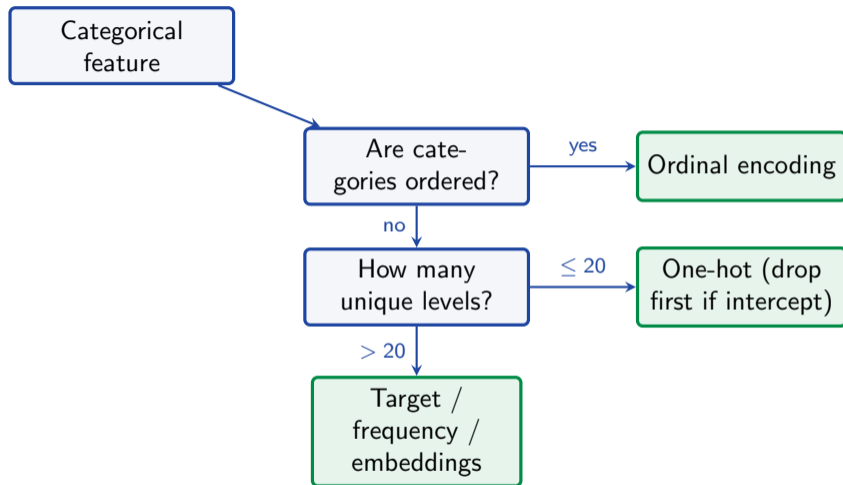 Categorical
feature
Are cate-
gories ordered?
yes
Ordinal encoding
no
How many
unique levels?
≤ 20
One-hot (drop
first if intercept)
> 20
Target /
frequency /
embeddings